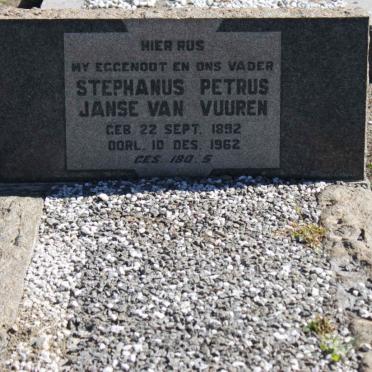 HIER RUS
MY EGGENOOT EN ONS VADER
STEPHANUS PETRUS
JANSE VAN VUUREN
GEB 22 SEPT. 1892
OORL. 10 DES. 1962
GES. 180. 5